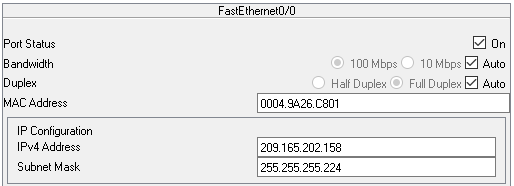 FastEthernet0/0
Port Status On
Bandwidth 100 Mbps 10 Mbps Auto
Duplex Half Duplex Full Duplex Auto
MAC Address 0004.9A26.C801
IP Configuration
IPv4 Address 209.165.202.158
Subnet Mask 255.255.255.224